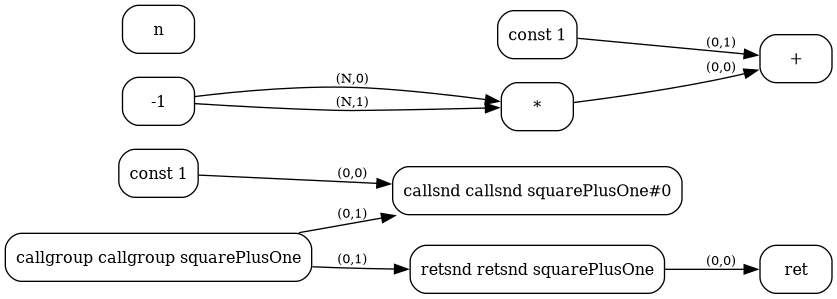 n
const 1
(0,1)
+
(N,0)
(0,0)
-1
(N,1)
*
const 1
(0,0)
callsnd callsnd squarePlusOne#0
(0,1)
callgroup callgroup squarePlusOne
(0,1)
retsnd retsnd squarePlusOne
(0,0)
ret